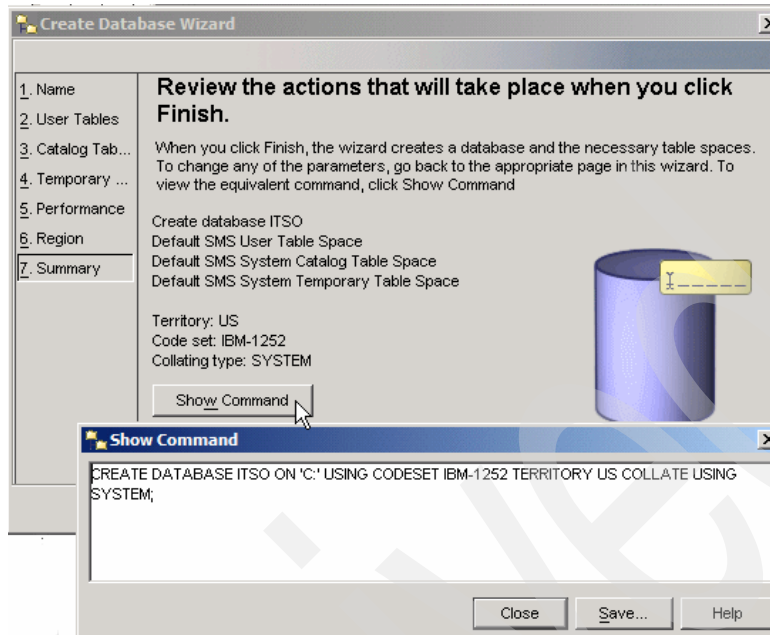 Create Database Wizard
1. Name
2. User Tables
3. Catalog Tab...
4. Temporary ...
5. Performance
6. Region
7. Summary
Review the actions that will take place when you click
Finish.
When you click Finish, the wizard creates a database and the necessary table spaces.
To change any of the parameters, go back to the appropriate page in this wizard. To
view the equivalent command, click Show Command
Create database ITSO
Default SMS User Table Space
Default SMS System Catalog Table Space
Default SMS System Temporary Table Space
Territory: US
Code set: IBM-1252
Collating type: SYSTEM
Show Command
Show Command
CREATE DATABASE ITSO ON 'C:' USING CODESET IBM-1252 TERRITORY US COLLATE USING
SYSTEM;
Close
Save...
Help